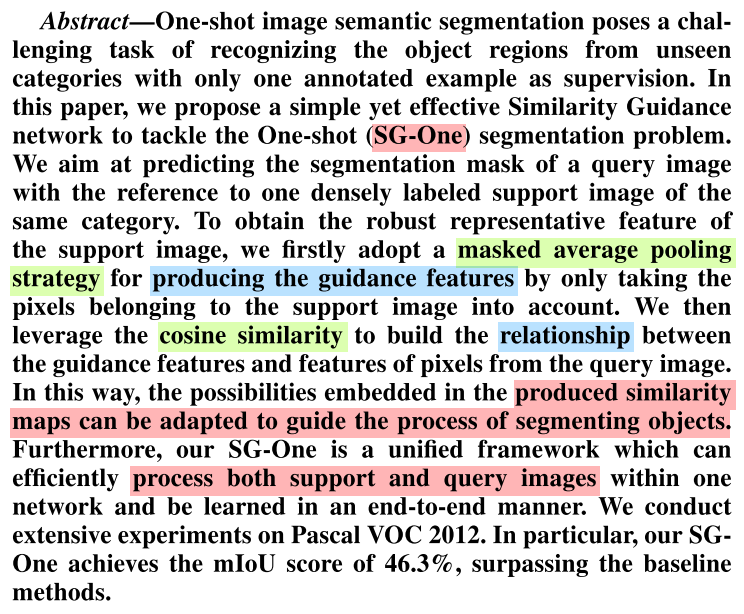 Abstract—One-shot image semantic segmentation poses a chal-
lenging task of recognizing the object regions from unseen
categories with only one annotated example as supervision. In
this paper, we propose a simple yet effective Similarity Guidance
network to tackle the One-shot (SG-One) segmentation problem.
We aim at predicting the segmentation mask of a query image
with the reference to one densely labeled support image of the
same category. To obtain the robust representative feature of
the support image, we firstly adopt a masked average pooling
strategy for producing the guidance features by only taking the
pixels belonging to the support image into account. We then
leverage the cosine similarity to build the relationship between
the guidance features and features of pixels from the query image.
In this way, the possibilities embedded in the produced similarity
maps can be adapted to guide the process of segmenting objects.
Furthermore, our SG-One is a unified framework which can
efficiently process both support and query images within one
network and be learned in an end-to-end manner. We conduct
extensive experiments on Pascal VOC 2012. In particular, our SG-
One achieves the mIoU score of 46.3%, surpassing the baseline
methods.